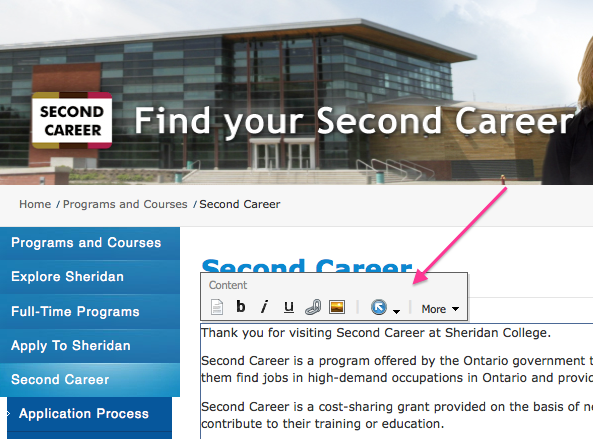 SECOND
CAREER
Find your Second Career
Home / Programs and Courses / Second Career
Programs and Courses
Explore Sheridan
Full-Time Programs
Apply To Sheridan
Second Career
Application Process
Second Career
Content
b i u More
Thank you for visiting Second Career at Sheridan College.
Second Career is a program offered by the Ontario government
them find jobs in high-demand occupations in Ontario and
Second Career is a cost-sharing grant provided on the basis of
contribute to their training or education.